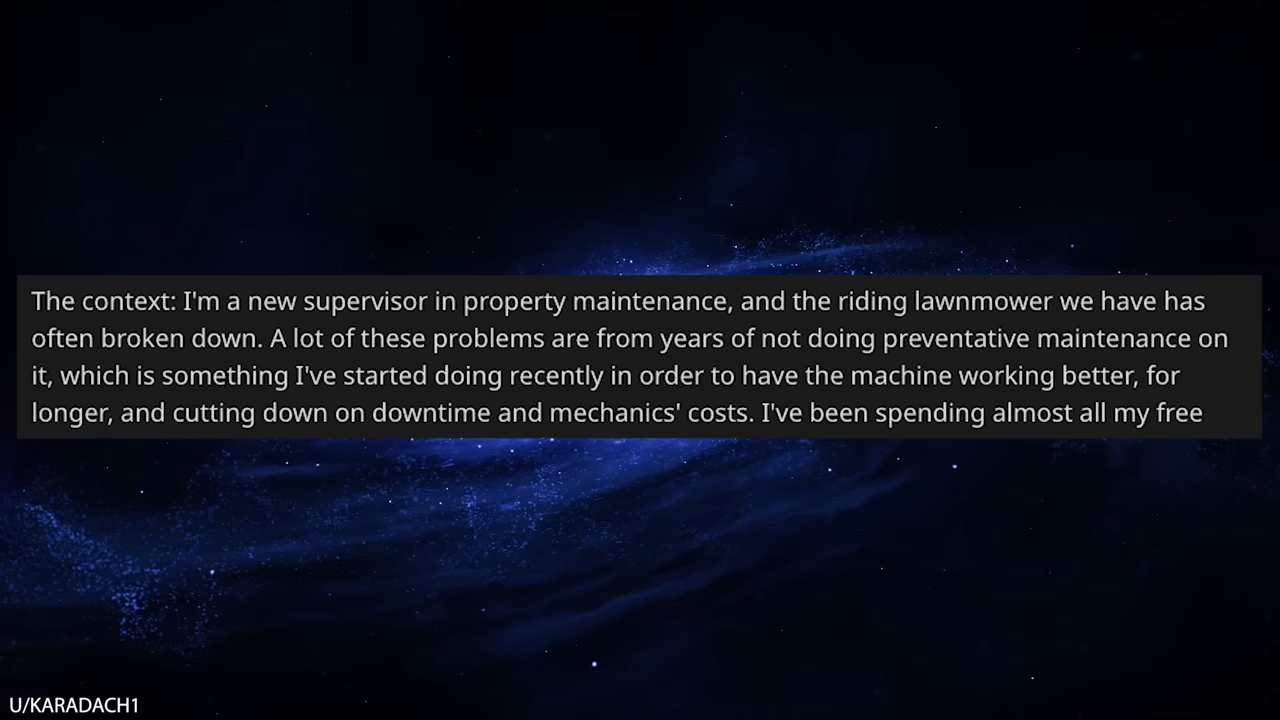 The context: I'm a new supervisor in property maintenance, and the riding lawnmower we have has
often broken down. A lot of these problems are from years of not doing preventative maintenance on
it, which is something I've started doing recently in order to have the machine working better, for
longer, and cutting down on downtime and mechanics' costs. I've been spending almost all my free
U/KARADACH1